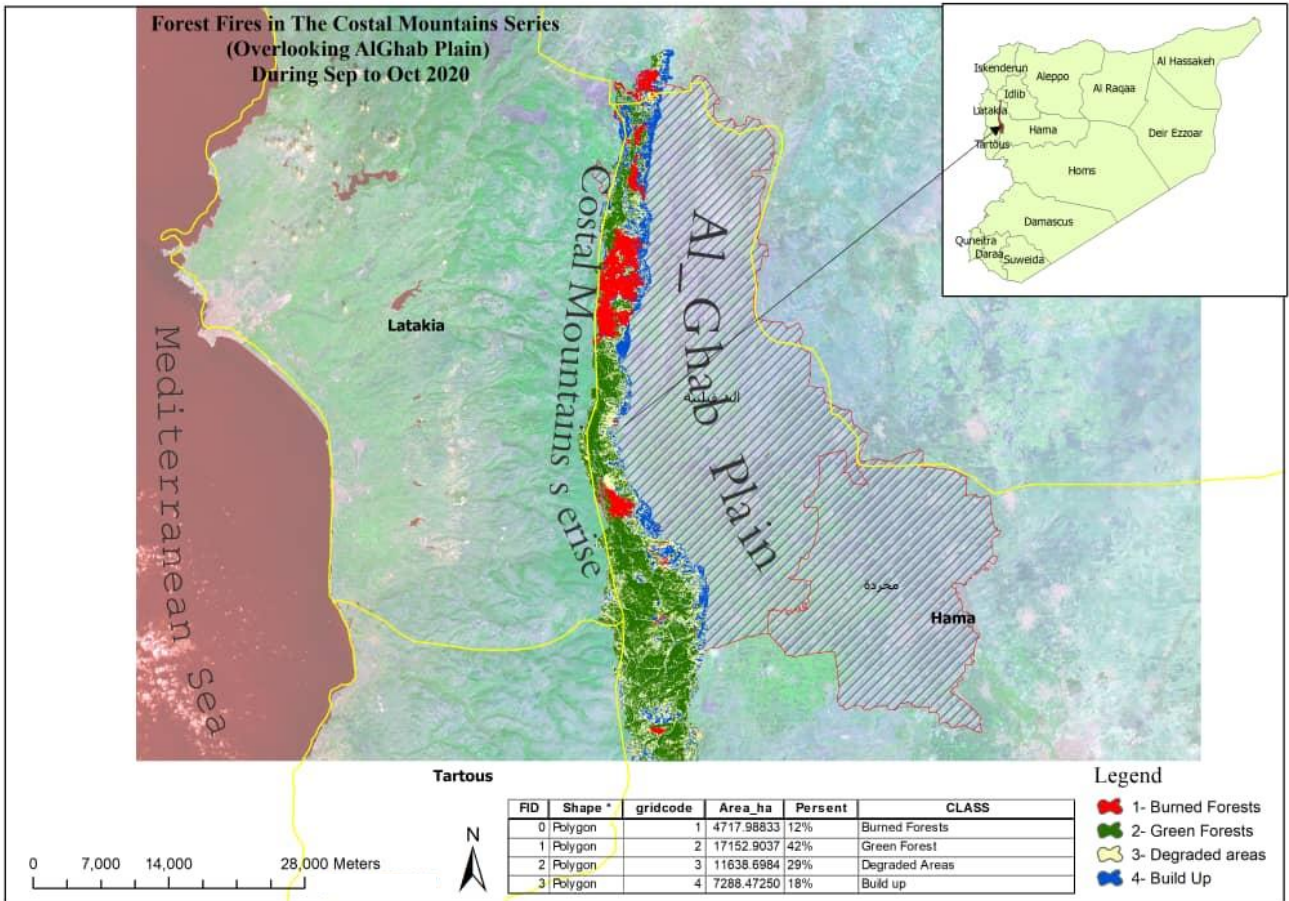 Forest Fires in The Costal Mountains Series
(Overlooking AlGhab Plain)
During Sep to Oct 2020
Iskenderun
Aleppo
Al Hassakeh
Idlib
Al Raqaa
Latakia
Hama
Deir Ezzoar
Tartous
Homs
Damascus
Quneitra
Daraa
Suweida
Mediterranean Sea
Latakia
Costal Mountains s erise
Al_Ghab Plain
محردة
Hama
Tartous
Legend
1- Burned Forests
2- Green Forests
3- Degraded areas
4- Build Up
FID Shape * gridcode Area_ha Persent CLASS
0 Polygon 1 4717.98833 12% Burned Forests
1 Polygon 2 17152.9037 42% Green Forest
2 Polygon 3 11638.6984 29% Degraded Areas
3 Polygon 4 7288.47250 18% Build up
N
0 7,000 14,000 28,000 Meters